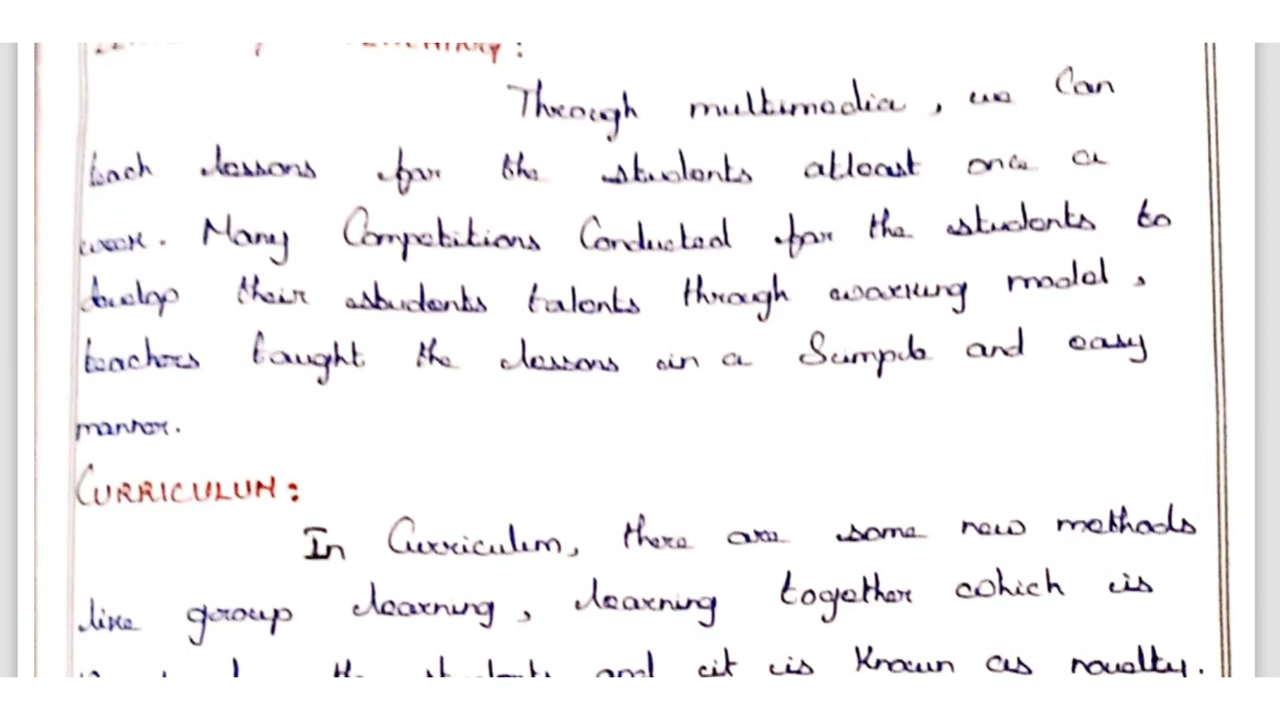 Through multimedia, we Can
teach lessons for the students atleast once a
week. Many Competitions Conducted for the students to
develop their students talents through working model,
teachers taught the lessons in a Simple and easy
manner.
CURRICULUM:
In Curriculum, there are some new methods
like group learning, learning together which is
the students and it is Known as novelty.